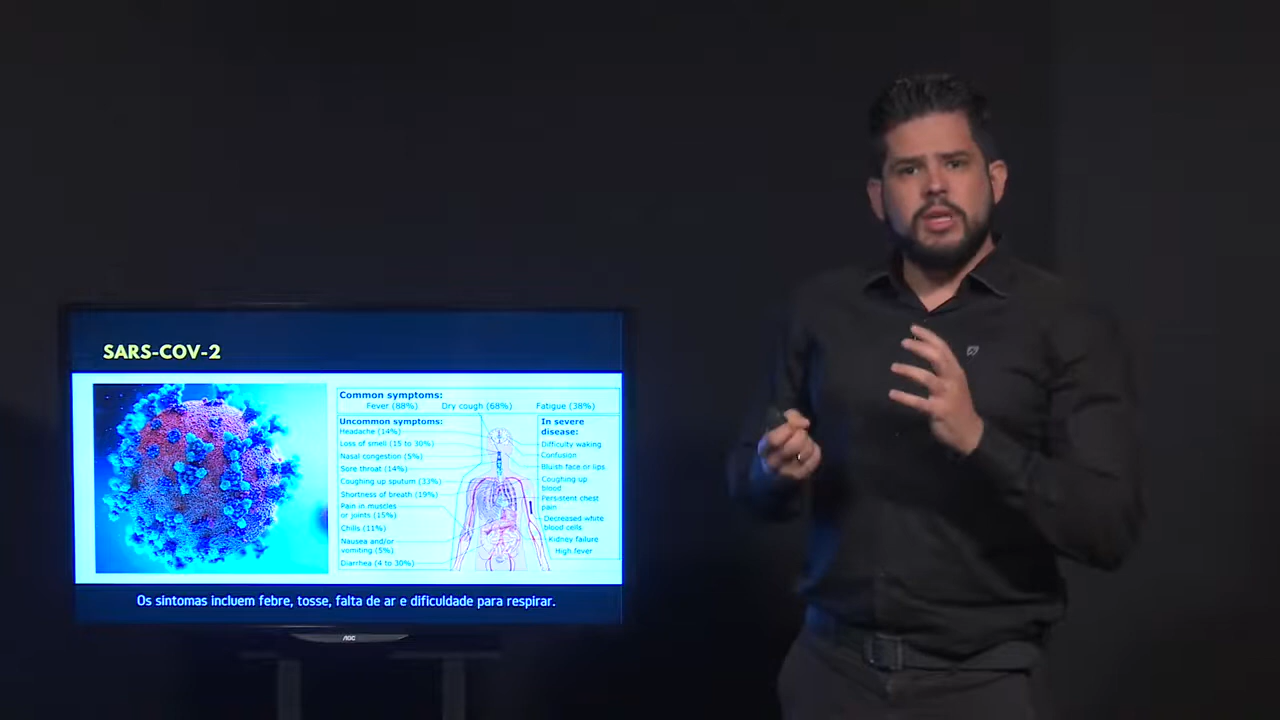 SARS-COV-2
Common symptoms:
Fever (88%) Dry cough (68%) Fatigue (38%)
Uncommon symptoms:
Headache (14%)
Loss of smell (15 to 30%)
Nasal congestion (5%)
Sore throat (14%)
Coughing up sputum (33%)
Shortness of breath (19%)
Pain in muscles
or joints (15%)
Chills (11%)
Nausea and/or
vomiting (5%)
Diarrhea (4 to 30%)
In severe
disease:
Difficulty waking
Confusion
Bluish face or lips
Coughing up
blood
Persistent chest
pain
Decreased white
blood cells
Kidney failure
High fever
Os sintomas incluem febre, tosse, falta de ar e dificuldade para respirar.
AOC